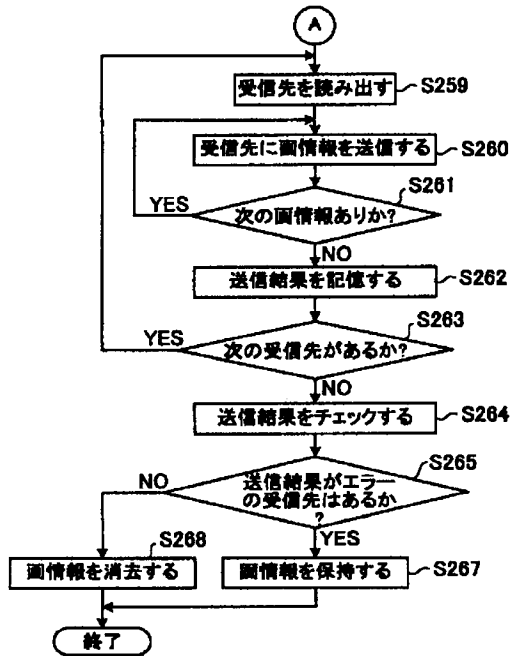 A
受信先を読み出す
S259
受信先に画情報を送信する
S260
S261
YES
次の画情報ありか?
NO
送信結果を記憶する
S262
S263
YES
次の受信先があるか?
NO
送信結果をチェックする
S264
S265
NO
送信結果がエラー
の受信先はあるか
?
YES
S268
画情報を消去する
画情報を保持する
S267
終了